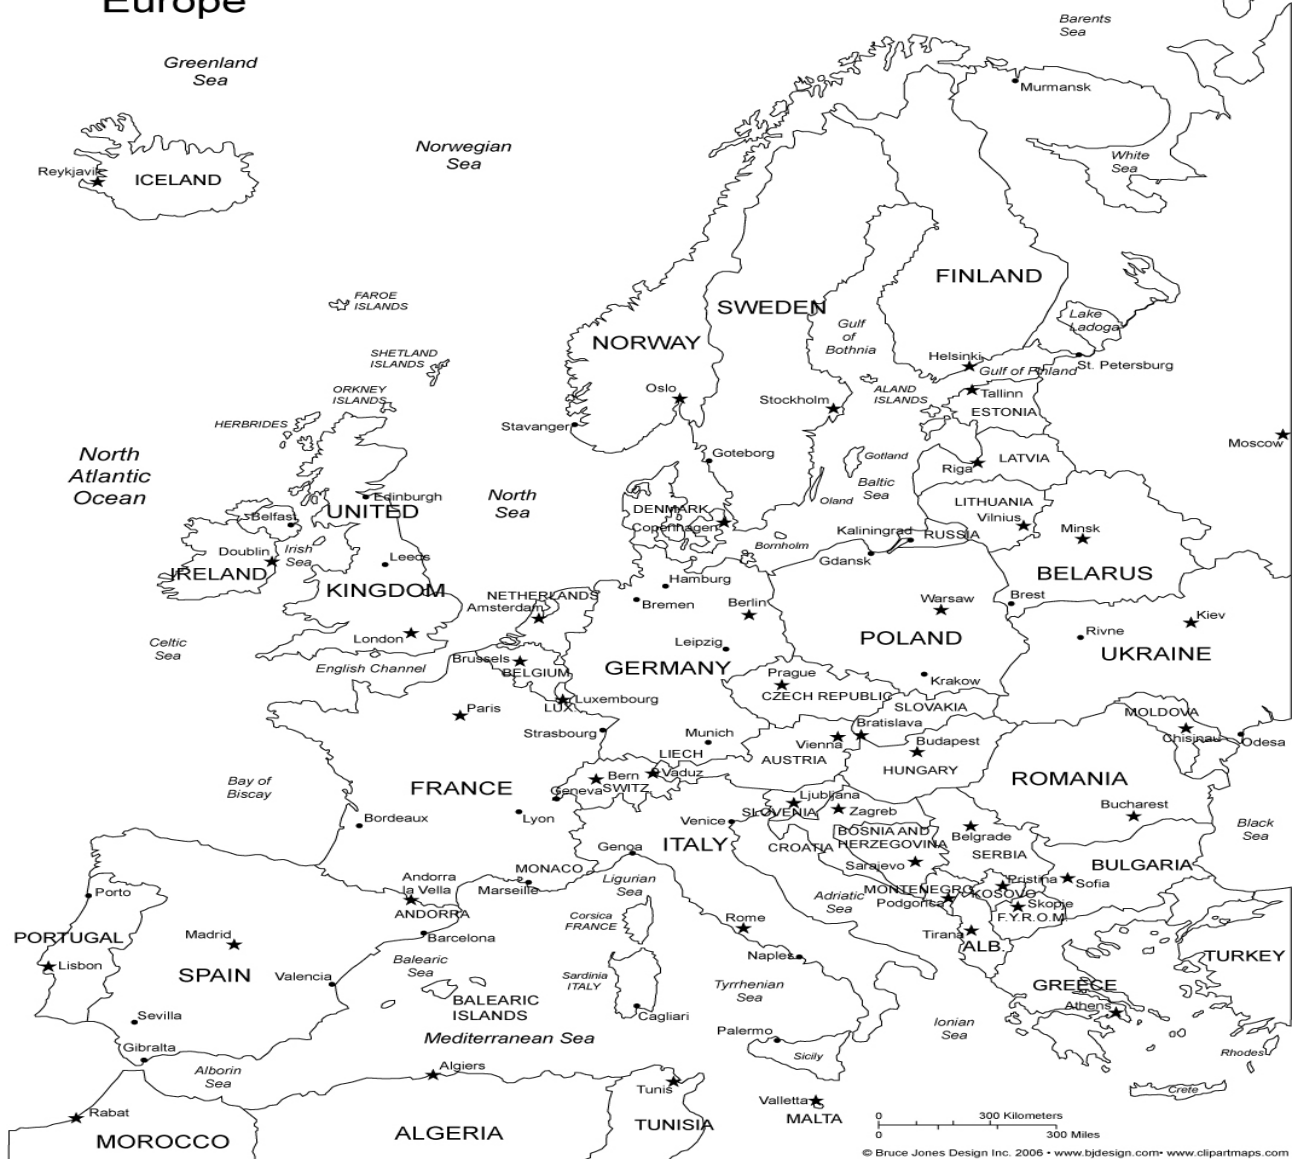 Europe
Barents
Sea
Greenland
Sea
Murmansk
Norwegian
Sea
White
Sea
Reykjavik
ICELAND
FINLAND
FAROE
ISLANDS
SWEDEN
Lake
Ladoga
NORWAY
Gulf
of
Bothnia
SHETLAND
ISLANDS
Helsinki
Gulf of Finland
St. Petersburg
ORKNEY
ISLANDS
Oslo
Stockholm
ALAND
ISLANDS
Tallinn
ESTONIA
HERBRIDES
Stavanger
Moscow
North
Atlantic
Ocean
Goteborg
Gotland
Riga
LATVIA
Baltic
Sea
Oland
Edinburgh
North
Sea
UNITED
KINGDOM
DENMARK
Copenhagen
LITHUANIA
Vilnius
Belfast
Kaliningrad
RUSSIA
Minsk
Doublin
Irish
Sea
Leeds
Bornholm
Gdansk
IRELAND
BELARUS
Hamburg
NETHERLANDS
Amsterdam
Bremen
Berlin
Warsaw
Brest
Kiev
London
Celtic
Sea
English Channel
Leipzig
POLAND
Rivne
UKRAINE
Brussels
BELGIUM
GERMANY
Prague
CZECH REPUBLIC
Krakow
Luxembourg
LUX
SLOVAKIA
Paris
MOLDOVA
Chisinau
Odesa
Strasbourg
Munich
Vienna
Bratislava
Budapest
LIECH
Vaduz
AUSTRIA
HUNGARY
Bay of
Biscay
FRANCE
Bern
SWITZ
Geneva
ROMANIA
Ljubljana
SLOVENIA
Zagreb
Bucharest
Bordeaux
Lyon
Venice
Black
Sea
ITALY
CROATIA
BOSNIA AND
HERZEGOVINA
Belgrade
SERBIA
Genoa
Sarajevo
BULGARIA
MONACO
Marseille
Andorra
la Vella
ANDORRA
Ligurian
Sea
MONTENEGRO
Podgorica
Pristina
KOSOVO
Sofia
Porto
Adriatic
Sea
Skopje
F.Y.R.O.M.
Corsica
FRANCE
Rome
PORTUGAL
Madrid
Barcelona
Tirana
ALB.
Lisbon
SPAIN
Balearic
Sea
Naples
TURKEY
Valencia
Sardinia
ITALY
Tyrrhenian
Sea
GREECE
Athens
BALEARIC
ISLANDS
Sevilla
Cagliari
Ionian
Sea
Mediterranean Sea
Palermo
Gibralta
Sicily
Rhodes
Alborin
Sea
Algiers
Tunis
Crete
Rabat
Valletta
MALTA
MOROCCO
ALGERIA
TUNISIA
0 300 Kilometers
0 300 Miles
© Bruce Jones Design Inc. 2006 • www.bjdesign.com• www.clipartmaps.com